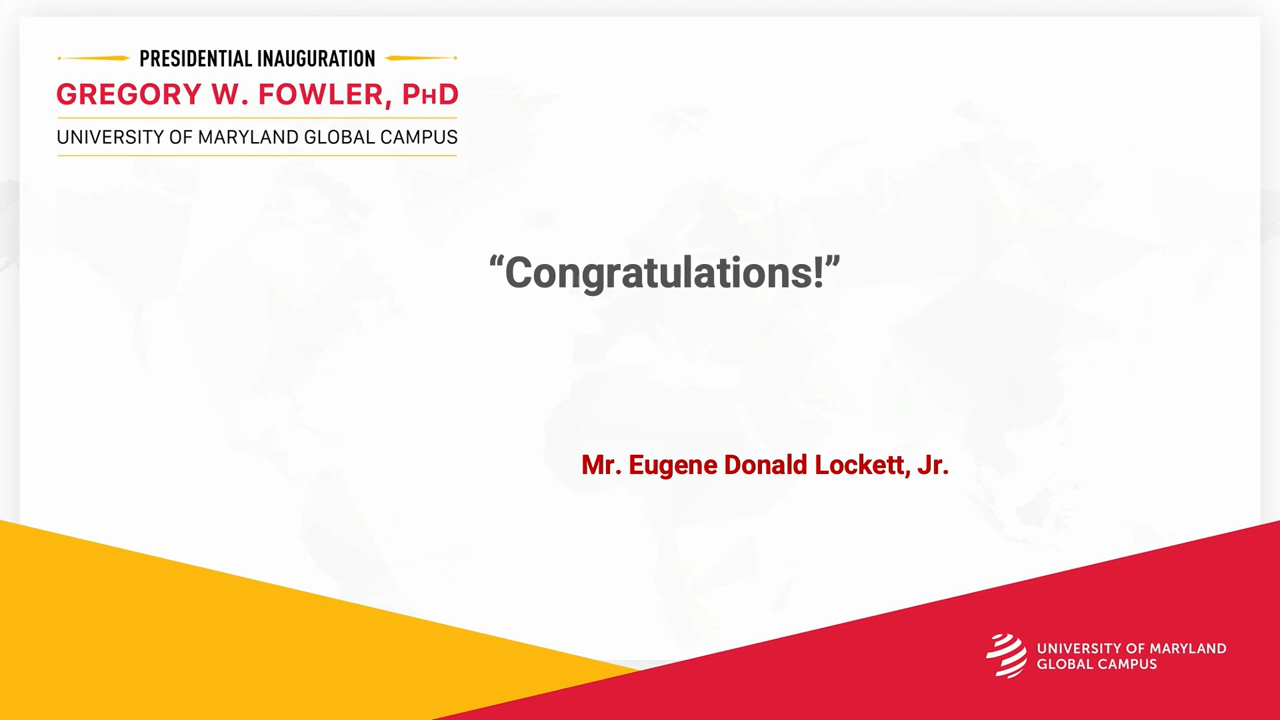 PRESIDENTIAL INAUGURATION
GREGORY W. FOWLER, PHD
UNIVERSITY OF MARYLAND GLOBAL CAMPUS
“Congratulations!”
Mr. Eugene Donald Lockett, Jr.
UNIVERSITY OF MARYLAND
GLOBAL CAMPUS